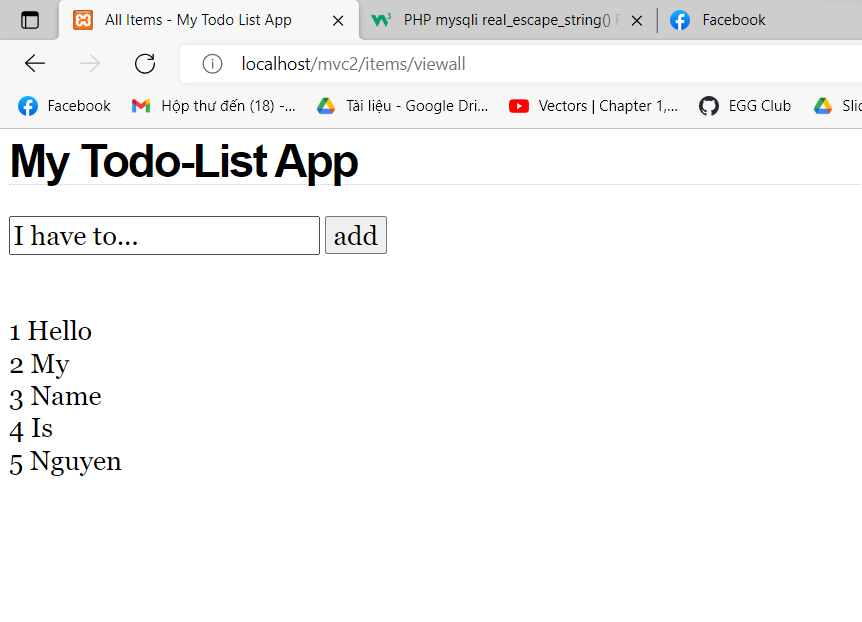 All Items - My Todo List App
PHP mysqli real_escape_string() F
Facebook
localhost/mvc2/items/viewall
Facebook
Hộp thư đến (18) -...
Tài liệu - Google Dri...
Vectors | Chapter 1,...
EGG Club
Slic
My Todo-List App
I have to...
add
1 Hello
2 My
3 Name
4 Is
5 Nguyen